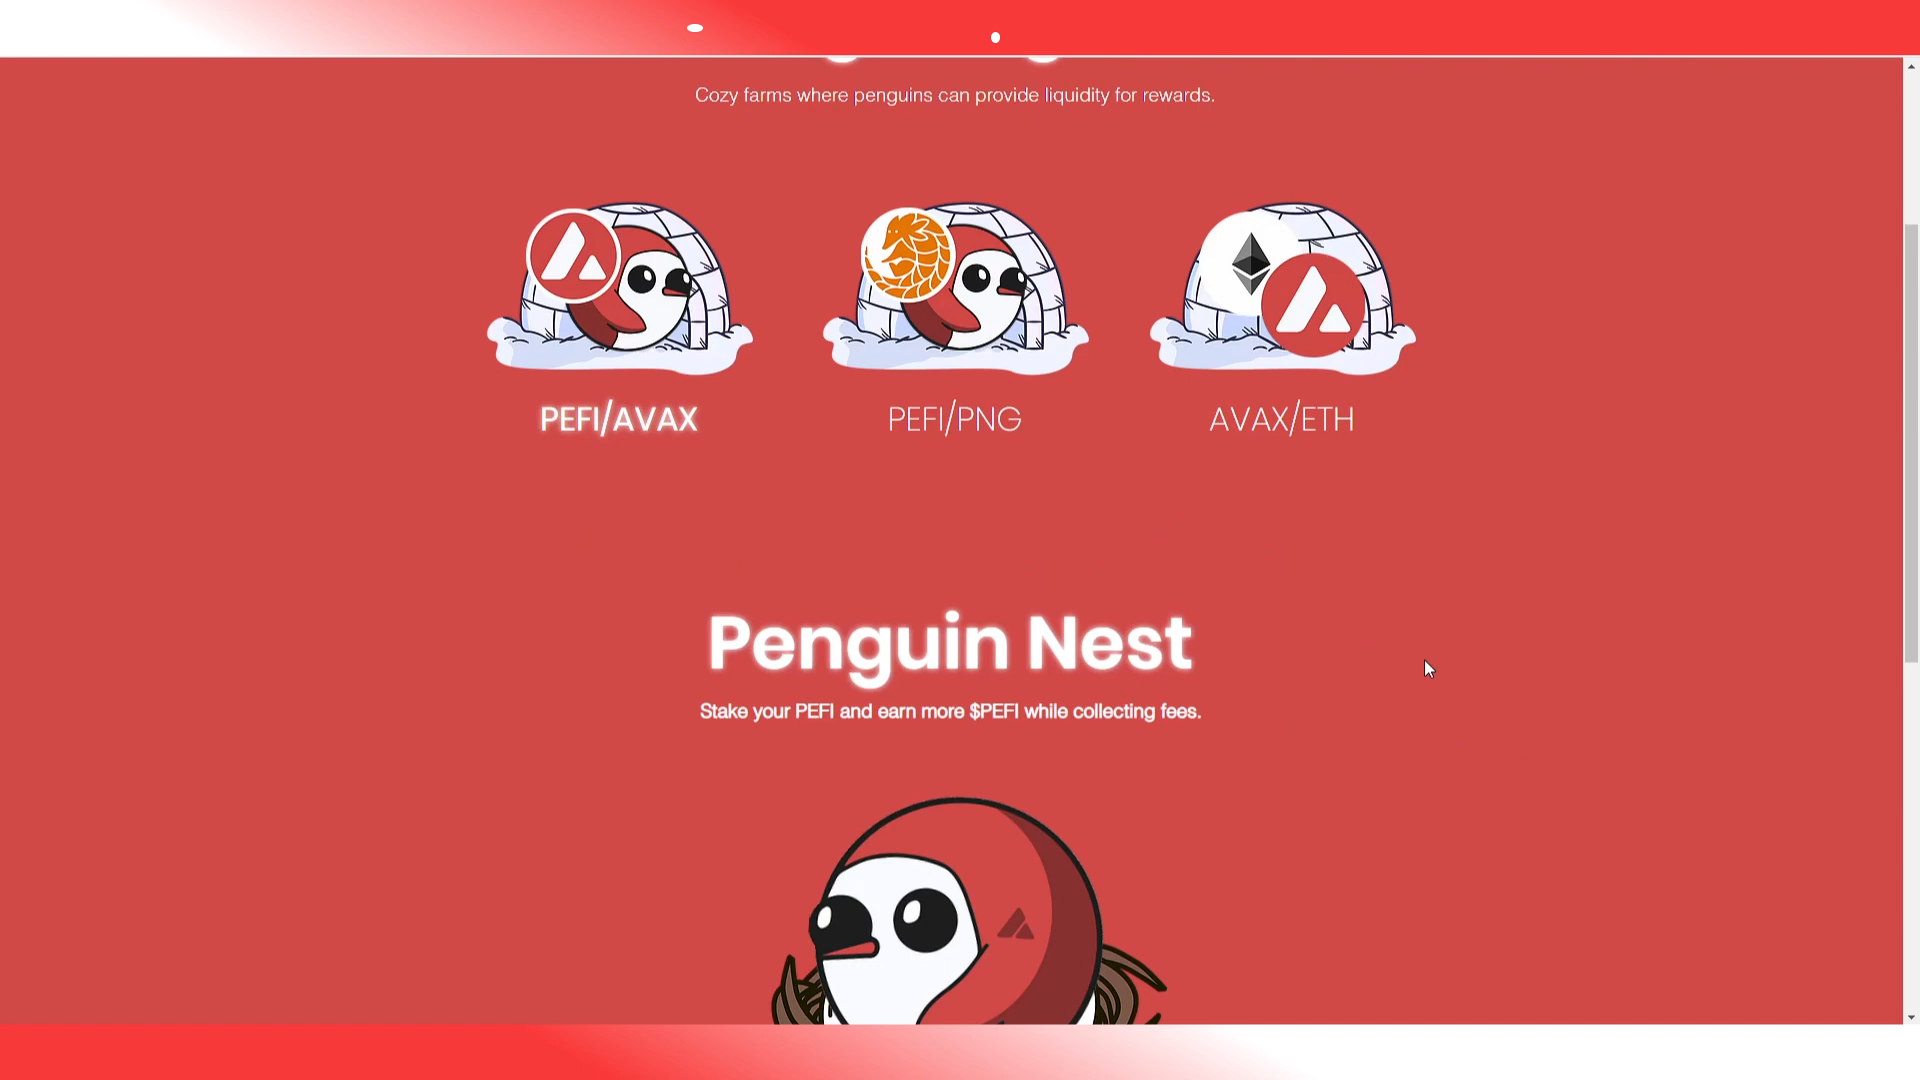 Cozy farms where penguins can provide liquidity for rewards.
PEFI/AVAX
PEFI/PNG
AVAX/ETH
Penguin Nest
Stake your PEFI and earn more $PEFI while collecting fees.